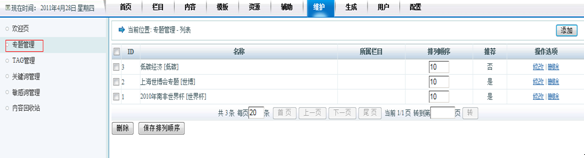 现在时间：2011年4月28日 星期四
首页 栏目 内容 模板 资源 辅助 维护 生成 用户 配置
欢迎页
专题管理
TAG管理
关键词管理
敏感词管理
内容回收站
当前位置: 专题管理 - 列表 添加
ID 名称 所属栏目 排列顺序 推荐 操作选项
3 低碳经济 [低碳] 10 否 修改 | 删除
2 上海世博会专题 [世博] 10 是 修改 | 删除
1 2010年南非世界杯 [世界杯] 10 是 修改 | 删除
共 3 条 每页 20 条 首 页 上一页 下一页 尾 页 当前 1/1 页 转到第 页 转
删除 保存排列顺序